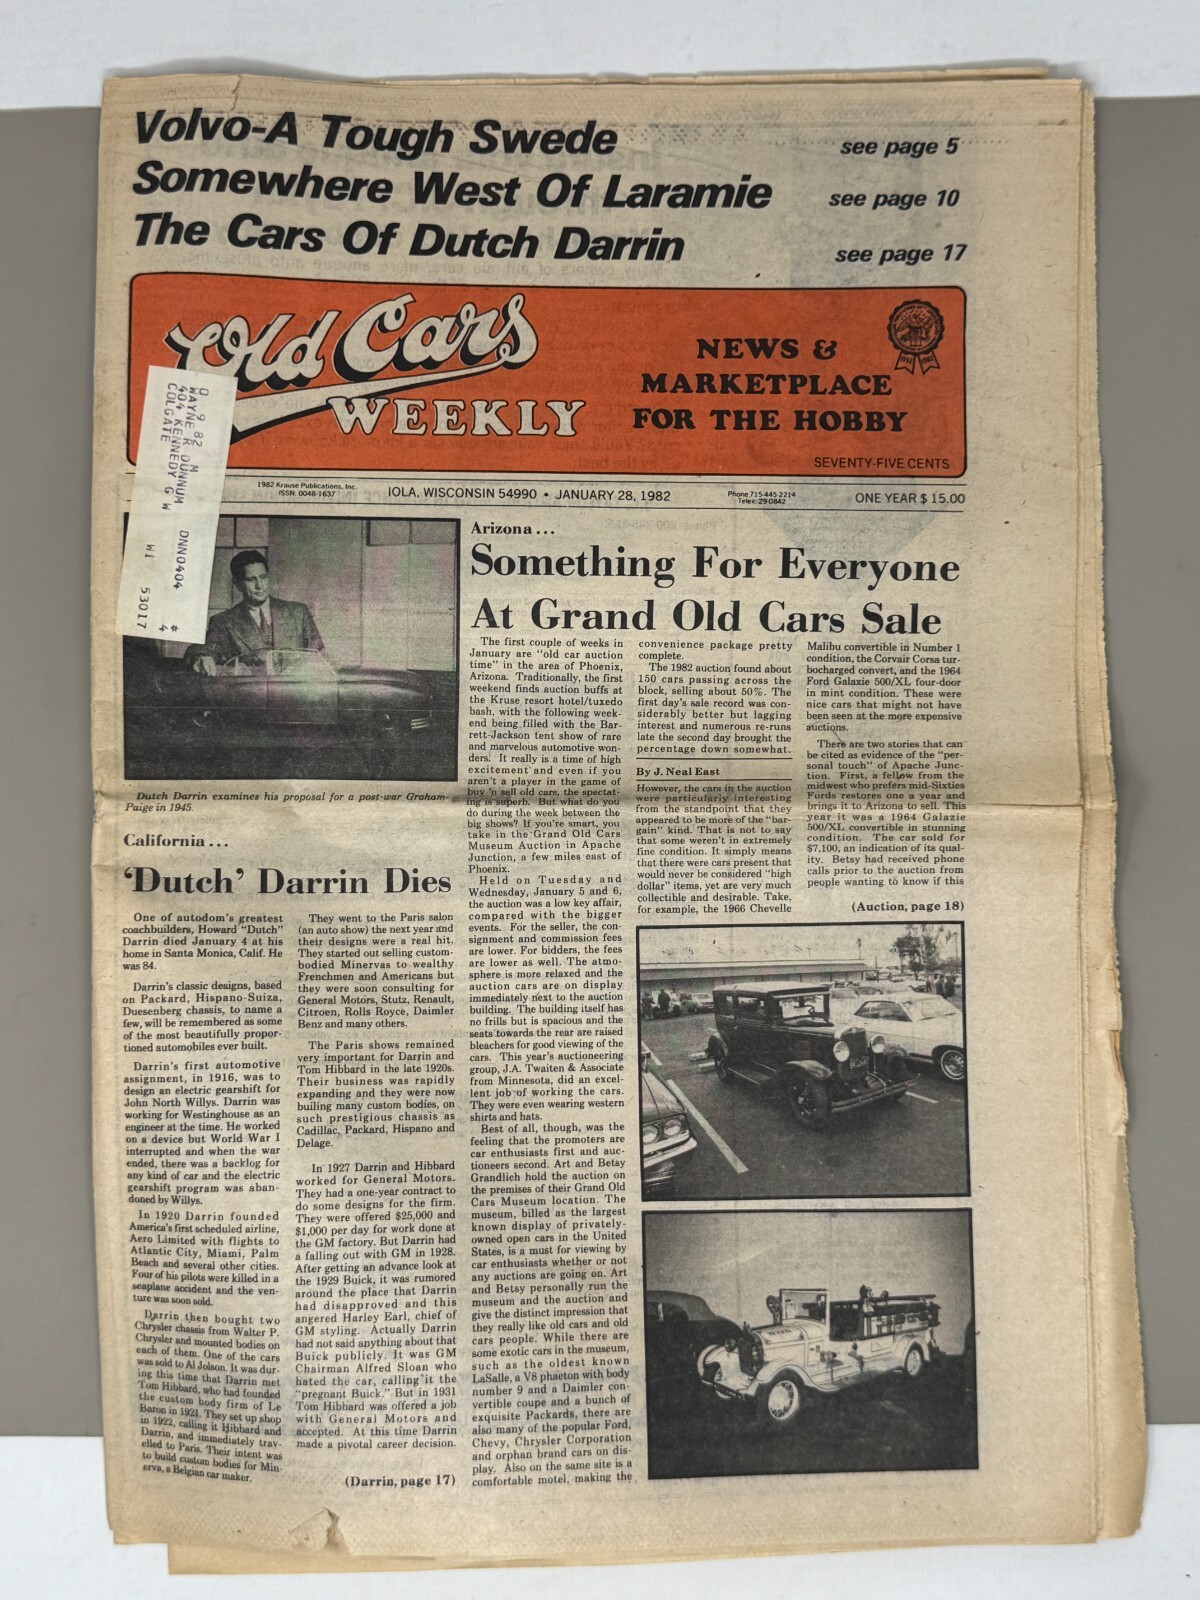 Volvo-A Tough Swede see page 5
Somewhere West Of Laramie see page 10
The Cars Of Dutch Darrin see page 17
Old Cars
WEEKLY
NEWS &
MARKETPLACE
FOR THE HOBBY
SEVENTY-FIVE CENTS
Q 9 82 M
WAYNE R DUNNUM DNN0404 # 4
404 KENNEDY G W
COLGATE WI 53017
1982 Krause Publications, Inc.
ISSN: 0048-1637
IOLA, WISCONSIN 54990 • JANUARY 28, 1982
Phone 715-445-2214
Telex: 29-0842
ONE YEAR $ 15.00
Dutch Darrin examines his proposal for a post-war Graham-
Paige in 1945.
California . . .
'Dutch' Darrin Dies
One of autodom's greatest
coachbuilders, Howard "Dutch"
Darrin died January 4 at his
home in Santa Monica, Calif. He
was 84.
Darrin's classic designs, based
on Packard, Hispano-Suiza,
Duesenberg chassis, to name a
few, will be remembered as some
of the most beautifully propor-
tioned automobiles ever built.
Darrin's first automotive
assignment, in 1916, was to
design an electric gearshift for
John North Willys. Darrin was
working for Westinghouse as an
engineer at the time. He worked
on a device but World War I
interrupted and when the war
ended, there was a backlog for
any kind of car and the electric
gearshift program was aban-
doned by Willys.
In 1920 Darrin founded
America's first scheduled airline,
Aero Limited with flights to
Atlantic City, Miami, Palm
Beach and several other cities.
Four of his pilots were killed in a
seaplane accident and the ven-
ture was soon sold.
Darrin then bought two
Chrysler chassis from Walter P.
Chrysler and mounted bodies on
each of them. One of the cars
was sold to Al Jolson. It was dur-
ing this time that Darrin met
Tom Hibbard, who had founded
the custom body firm of Le
Baron in 1921. They set up shop
in 1922, calling it Hibbard and
Darrin, and immediately trav-
elled to Paris. Their intent was
to build custom bodies for Min-
erva, a Belgian car maker.
They went to the Paris salon
(an auto show) the next year and
their designs were a real hit.
They started out selling custom-
bodied Minervas to wealthy
Frenchmen and Americans but
they were soon consulting for
General Motors, Stutz, Renault,
Citroen, Rolls Royce, Daimler
Benz and many others.
The Paris shows remained
very important for Darrin and
Tom Hibbard in the late 1920s.
Their business was rapidly
expanding and they were now
builing many custom bodies, on
such prestigious chassis as
Cadillac, Packard, Hispano and
Delage.
In 1927 Darrin and Hibbard
worked for General Motors.
They had a one-year contract to
do some designs for the firm.
They were offered $25,000 and
$1,000 per day for work done at
the GM factory. But Darrin had
a falling out with GM in 1928.
After getting an advance look at
the 1929 Buick, it was rumored
around the place that Darrin
had disapproved and this
angered Harley Earl, chief of
GM styling. Actually Darrin
had not said anything about that
Buick publicly. It was GM
Chairman Alfred Sloan who
hated the car, calling it the
"pregnant Buick." But in 1931
Tom Hibbard was offered a job
with General Motors and
accepted. At this time Darrin
made a pivotal career decision.
(Darrin, page 17)
Arizona . . .
Something For Everyone
At Grand Old Cars Sale
The first couple of weeks in
January are "old car auction
time" in the area of Phoenix,
Arizona. Traditionally, the first
weekend finds auction buffs at
the Kruse resort hotel/tuxedo
bash, with the following week-
end being filled with the Bar-
rett-Jackson tent show of rare
and marvelous automotive won-
ders. It really is a time of high
excitement and even if you
aren't a player in the game of
buy 'n sell old cars, the spectat-
ing is superb. But what do you
do during the week between the
big shows? If you're smart, you
take in the Grand Old Cars
Museum Auction in Apache
Junction, a few miles east of
Phoenix.
Held on Tuesday and
Wednesday, January 5 and 6,
the auction was a low key affair,
compared with the bigger
events. For the seller, the con-
signment and commission fees
are lower. For bidders, the fees
are lower as well. The atmo-
sphere is more relaxed and the
auction cars are on display
immediately next to the auction
building. The building itself has
no frills but is spacious and the
seats towards the rear are raised
bleachers for good viewing of the
cars. This year's auctioneering
group, J.A. Twaiten & Associate
from Minnesota, did an excel-
lent job of working the cars.
They were even wearing western
shirts and hats.
Best of all, though, was the
feeling that the promoters are
car enthusiasts first and auc-
tioneers second. Art and Betsy
Grandlich hold the auction on
the premises of their Grand Old
Cars Museum location. The
museum, billed as the largest
known display of privately-
owned open cars in the United
States, is a must for viewing by
car enthusiasts whether or not
any auctions are going on. Art
and Betsy personally run the
museum and the auction and
give the distinct impression that
they really like old cars and old
cars people. While there are
some exotic cars in the museum,
such as the oldest known
LaSalle, a V8 phaeton with body
number 9 and a Daimler con-
vertible coupe and a bunch of
exquisite Packards, there are
also many of the popular Ford,
Chevy, Chrysler Corporation
and orphan brand cars on dis-
play. Also on the same site is a
comfortable motel, making the
convenience package pretty
complete.
The 1982 auction found about
150 cars passing across the
block, selling about 50%. The
first day's sale record was con-
siderably better but lagging
interest and numerous re-runs
late the second day brought the
percentage down somewhat.
By J. Neal East
However, the cars in the auction
were particularly interesting
from the standpoint that they
appeared to be more of the "bar-
gain" kind. That is not to say
that some weren't in extremely
fine condition. It simply means
that there were cars present that
would never be considered "high
dollar" items, yet are very much
collectible and desirable. Take,
for example, the 1966 Chevelle
Malibu convertible in Number 1
condition, the Corvair Corsa tur-
bocharged convert, and the 1964
Ford Galaxie 500/XL four-door
in mint condition. These were
nice cars that might not have
been seen at the more expensive
auctions.
There are two stories that can
be cited as evidence of the "per-
sonal touch" of Apache Junc-
tion. First, a fellow from the
midwest who prefers mid-Sixties
Fords restores one a year and
brings it to Arizona to sell. This
year it was a 1964 Galaxie
500/XL convertible in stunning
condition. The car sold for
$7,100, an indication of its qual-
ity. Betsy had received phone
calls prior to the auction from
people wanting to know if this
(Auction, page 18)